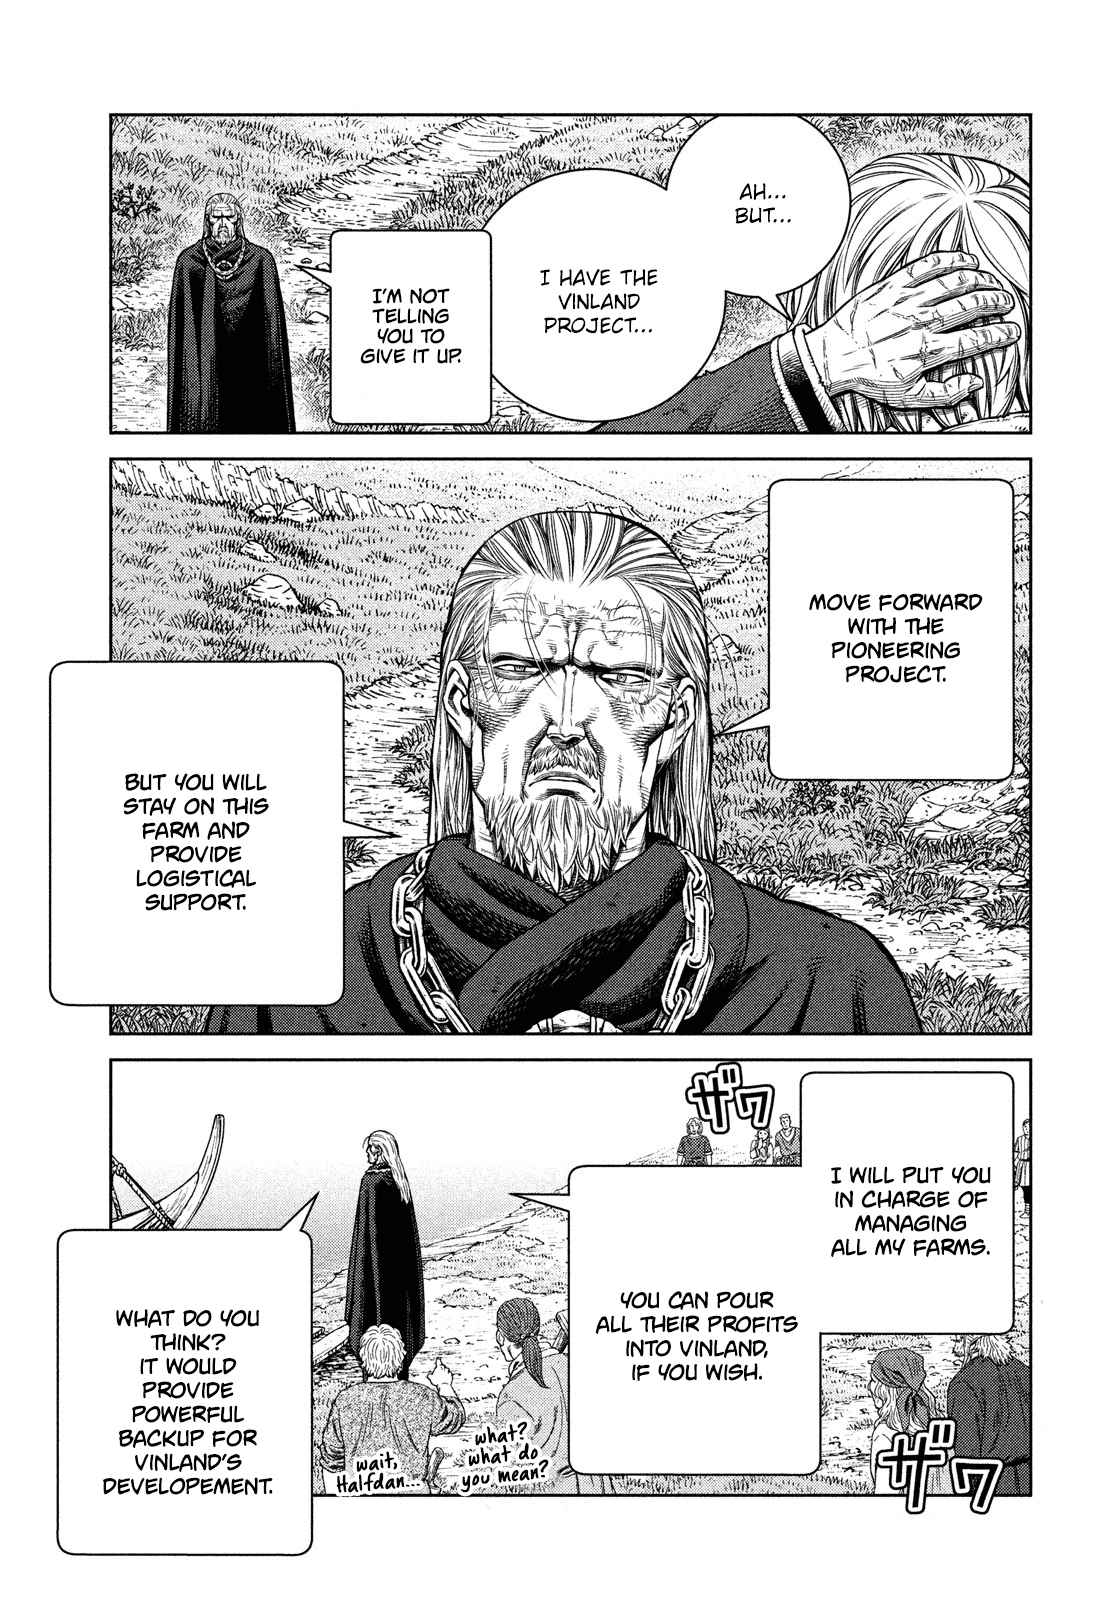 AH...
BUT...
I HAVE THE
VINLAND
PROJECT...
I'M NOT
TELLING
YOU TO
GIVE IT UP.
MOVE FORWARD
WITH THE
PIONEERING
PROJECT.
BUT YOU WILL
STAY ON THIS
FARM AND
PROVIDE
LOGISTICAL
SUPPORT.
ザワ
I WILL PUT YOU
IN CHARGE OF
MANAGING
ALL MY FARMS.
YOU CAN POUR
ALL THEIR PROFITS
INTO VINLAND,
IF YOU WISH.
WHAT DO YOU
THINK?
IT WOULD
PROVIDE
POWERFUL
BACKUP FOR
VINLAND'S
DEVELOPEMENT.
what?
what do
you mean?
wait,
Halfdan...
ザワ